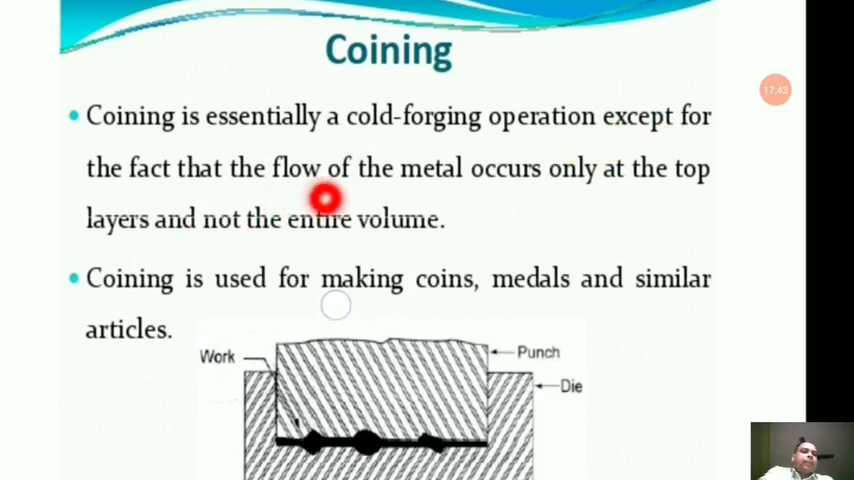 Coining
17:43
• Coining is essentially a cold-forging operation except for
the fact that the flow of the metal occurs only at the top
layers and not the entire volume.
• Coining is used for making coins, medals and similar
articles.
Work
Punch
Die